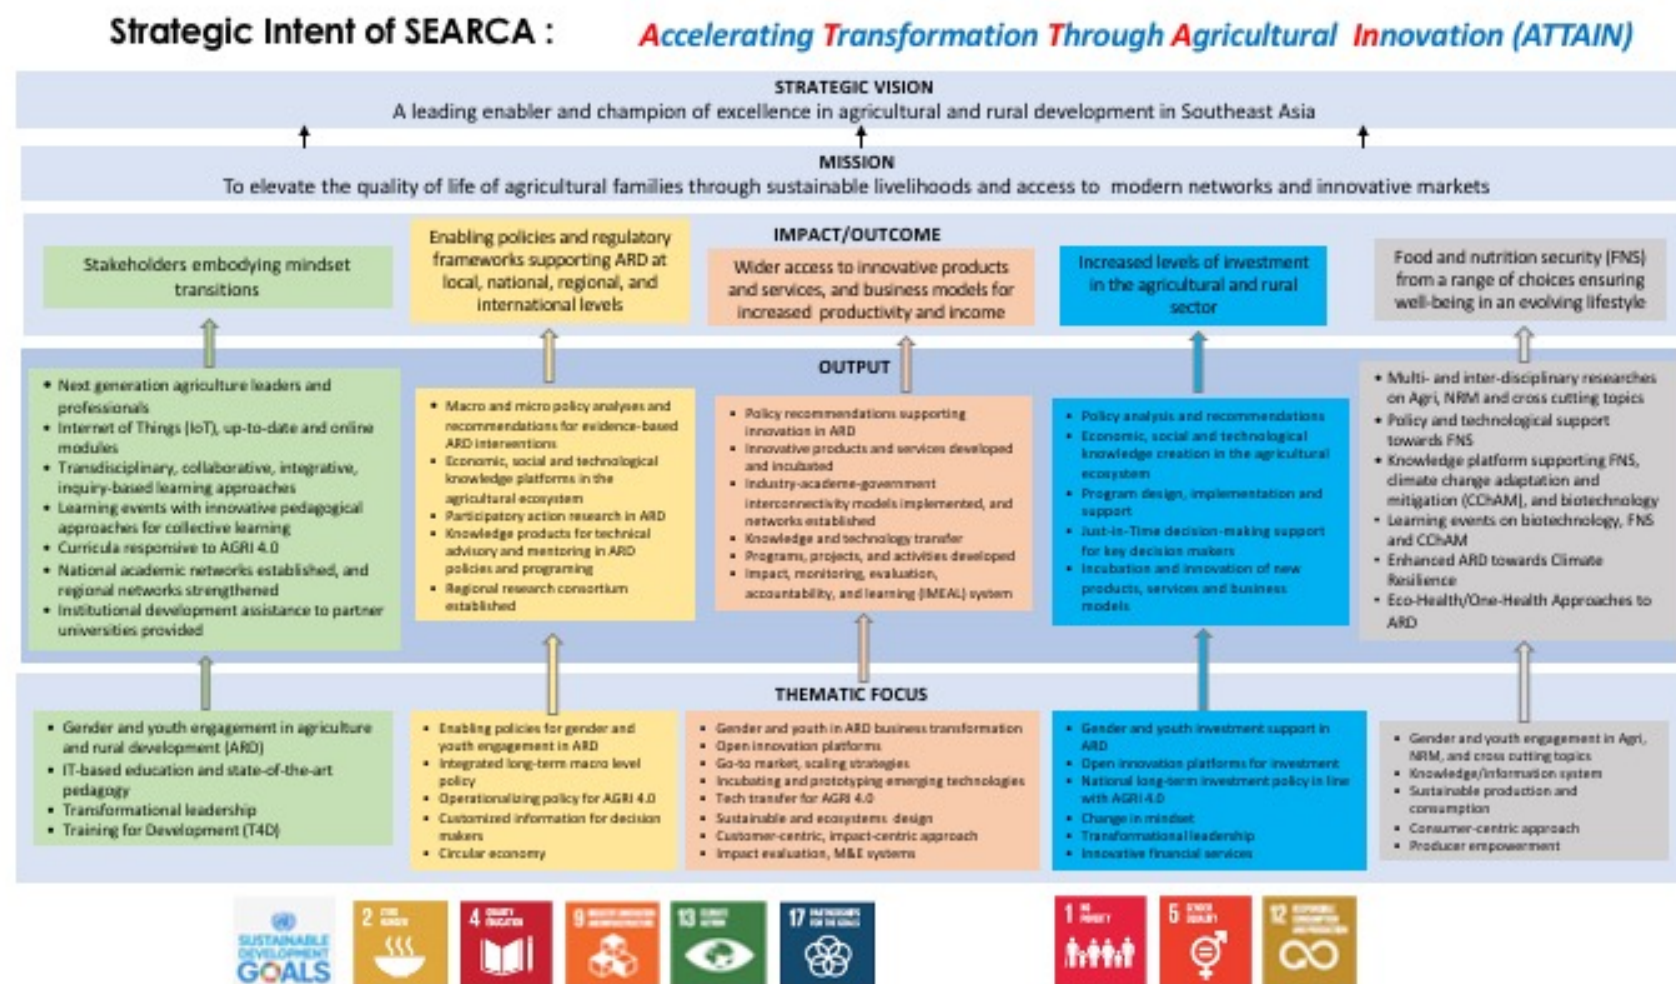 Strategic Intent of SEARCA :
Accelerating Transformation Through Agricultural Innovation (ATTAIN)
STRATEGIC VISION
A leading enabler and champion of excellence in agricultural and rural development in Southeast Asia
MISSION
To elevate the quality of life of agricultural families through sustainable livelihoods and access to modern networks and innovative markets
IMPACT/OUTCOME
Stakeholders embodying mindset
transitions
Enabling policies and regulatory
frameworks supporting ARD at
local, national, regional, and
international levels
Wider access to innovative products
and services, and business models for
increased productivity and income
Increased levels of investment
in the agricultural and rural
sector
Food and nutrition security (FNS)
from a range of choices ensuring
well-being in an evolving lifestyle
OUTPUT
• Next generation agriculture leaders and
professionals
• Internet of Things (IoT), up-to-date and online
modules
• Transdisciplinary, collaborative, integrative,
inquiry-based learning approaches
• Learning events with innovative pedagogical
approaches for collective learning
• Curricula responsive to AGRI 4.0
• National academic networks established, and
regional networks strengthened
• Institutional development assistance to partner
universities provided
• Macro and micro policy analyses and
recommendations for evidence-based
ARD interventions
• Economic, social and technological
knowledge platforms in the
agricultural ecosystem
• Participatory action research in ARD
• Knowledge products for technical
advisory and mentoring in ARD
policies and programing
• Regional research consortium
established
• Policy recommendations supporting
innovation in ARD
• Innovative products and services developed
and incubated
• Industry-academe-government
interconnectivity models implemented, and
networks established
• Knowledge and technology transfer
• Programs, projects, and activities developed
• Impact, monitoring, evaluation,
accountability, and learning (IMEAL) system
• Policy analysis and recommendations
• Economic, social and technological
knowledge creation in the agricultural
ecosystem
• Program design, implementation and
support
• Just-in-Time decision-making support
for key decision makers
• Incubation and innovation of new
products, services and business
models
• Multi- and inter-disciplinary researches
on Agri, NRM and cross cutting topics
• Policy and technological support
towards FNS
• Knowledge platform supporting FNS,
climate change adaptation and
mitigation (CChAM), and biotechnology
• Learning events on biotechnology, FNS
and CChAM
• Enhanced ARD towards Climate
Resilience
• Eco-Health/One-Health Approaches to
ARD
THEMATIC FOCUS
▪ Gender and youth engagement in agriculture
and rural development (ARD)
▪ IT-based education and state-of-the-art
pedagogy
▪ Transformational leadership
▪ Training for Development (T4D)
▪ Enabling policies for gender and
youth engagement in ARD
▪ Integrated long-term macro level
policy
▪ Operationalizing policy for AGRI 4.0
▪ Customized information for decision
makers
▪ Circular economy
▪ Gender and youth in ARD business transformation
▪ Open innovation platforms
▪ Go-to market, scaling strategies
▪ Incubating and prototyping emerging technologies
▪ Tech transfer for AGRI 4.0
▪ Sustainable and ecosystems design
▪ Customer-centric, impact-centric approach
▪ Impact evaluation, M&E systems
▪ Gender and youth investment support in
ARD
▪ Open innovation platforms for investment
▪ National long-term investment policy in line
with AGRI 4.0
▪ Change in mindset
▪ Transformational leadership
▪ Innovative financial services
▪ Gender and youth engagement in Agri,
NRM, and cross cutting topics
▪ Knowledge/Information system
▪ Sustainable production and
consumption
▪ Consumer-centric approach
▪ Producer empowerment
SUSTAINABLE
DEVELOPMENT
GOALS
2 ZERO
HUNGER
4 QUALITY
EDUCATION
9 INDUSTRY, INNOVATION
AND INFRASTRUCTURE
13 CLIMATE
ACTION
17 PARTNERSHIPS
FOR THE GOALS
1 NO
POVERTY
5 GENDER
EQUALITY
12 RESPONSIBLE
CONSUMPTION
AND PRODUCTION